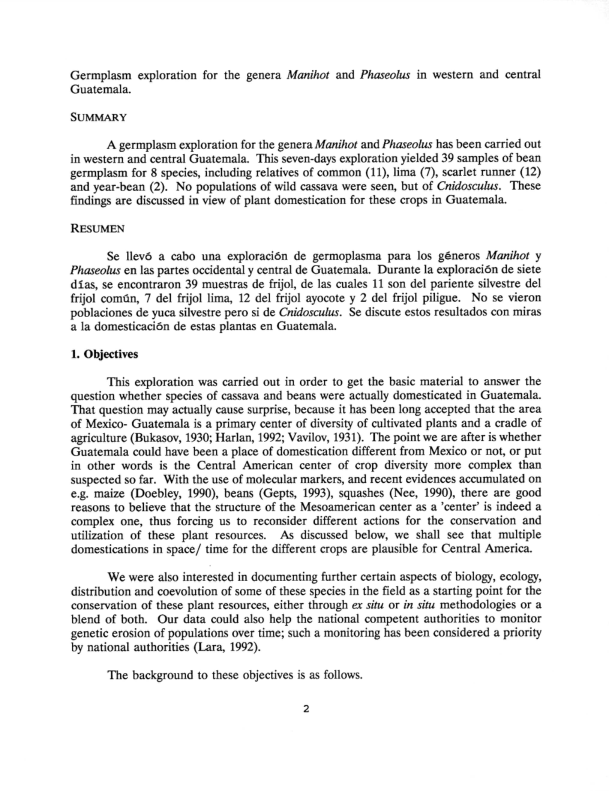 Germplasm exploration for the genera Manihot and Phaseolus in western and central
Guatemala.
SUMMARY
A germplasm exploration for the genera Manihot and Phaseolus has been carried out
in western and central Guatemala. This seven-days exploration yielded 39 samples of bean
germplasm for 8 species, including relatives of common (11), lima (7), scarlet runner (12)
and year-bean (2). No populations of wild cassava were seen, but of Cnidosculus. These
findings are discussed in view of plant domestication for these crops in Guatemala.
RESUMEN
Se llevó a cabo una exploración de germoplasma para los géneros Manihot y
Phaseolus en las partes occidental y central de Guatemala. Durante la exploración de siete
días, se encontraron 39 muestras de frijol, de las cuales 11 son del pariente silvestre del
frijol común, 7 del frijol lima, 12 del frijol ayocote y 2 del frijol piligue. No se vieron
poblaciones de yuca silvestre pero si de Cnidosculus. Se discute estos resultados con miras
a la domesticación de estas plantas en Guatemala.
1. Objectives
This exploration was carried out in order to get the basic material to answer the
question whether species of cassava and beans were actually domesticated in Guatemala.
That question may actually cause surprise, because it has been long accepted that the area
of Mexico- Guatemala is a primary center of diversity of cultivated plants and a cradle of
agriculture (Bukasov, 1930; Harlan, 1992; Vavilov, 1931). The point we are after is whether
Guatemala could have been a place of domestication different from Mexico or not, or put
in other words is the Central American center of crop diversity more complex than
suspected so far. With the use of molecular markers, and recent evidences accumulated on
e.g. maize (Doebley, 1990), beans (Gepts, 1993), squashes (Nee, 1990), there are good
reasons to believe that the structure of the Mesoamerican center as a 'center' is indeed a
complex one, thus forcing us to reconsider different actions for the conservation and
utilization of these plant resources. As discussed below, we shall see that multiple
domestications in space/ time for the different crops are plausible for Central America.
We were also interested in documenting further certain aspects of biology, ecology,
distribution and coevolution of some of these species in the field as a starting point for the
conservation of these plant resources, either through ex situ or in situ methodologies or a
blend of both. Our data could also help the national competent authorities to monitor
genetic erosion of populations over time; such a monitoring has been considered a priority
by national authorities (Lara, 1992).
The background to these objectives is as follows.
2